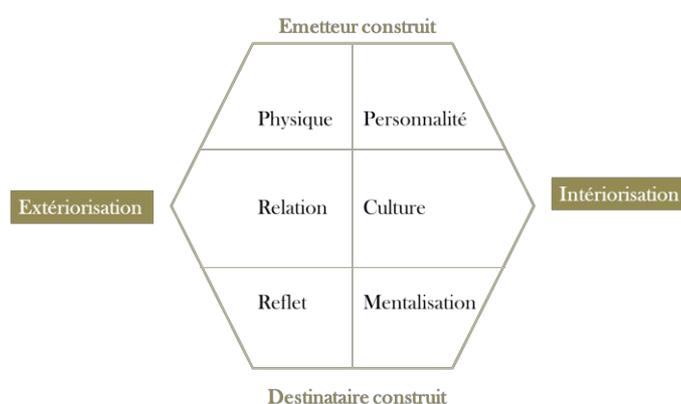 Emetteur construit
Physique
Personnalité
Extériorisation
Relation
Culture
Intériorisation
Reflet
Mentalisation
Destinataire construit